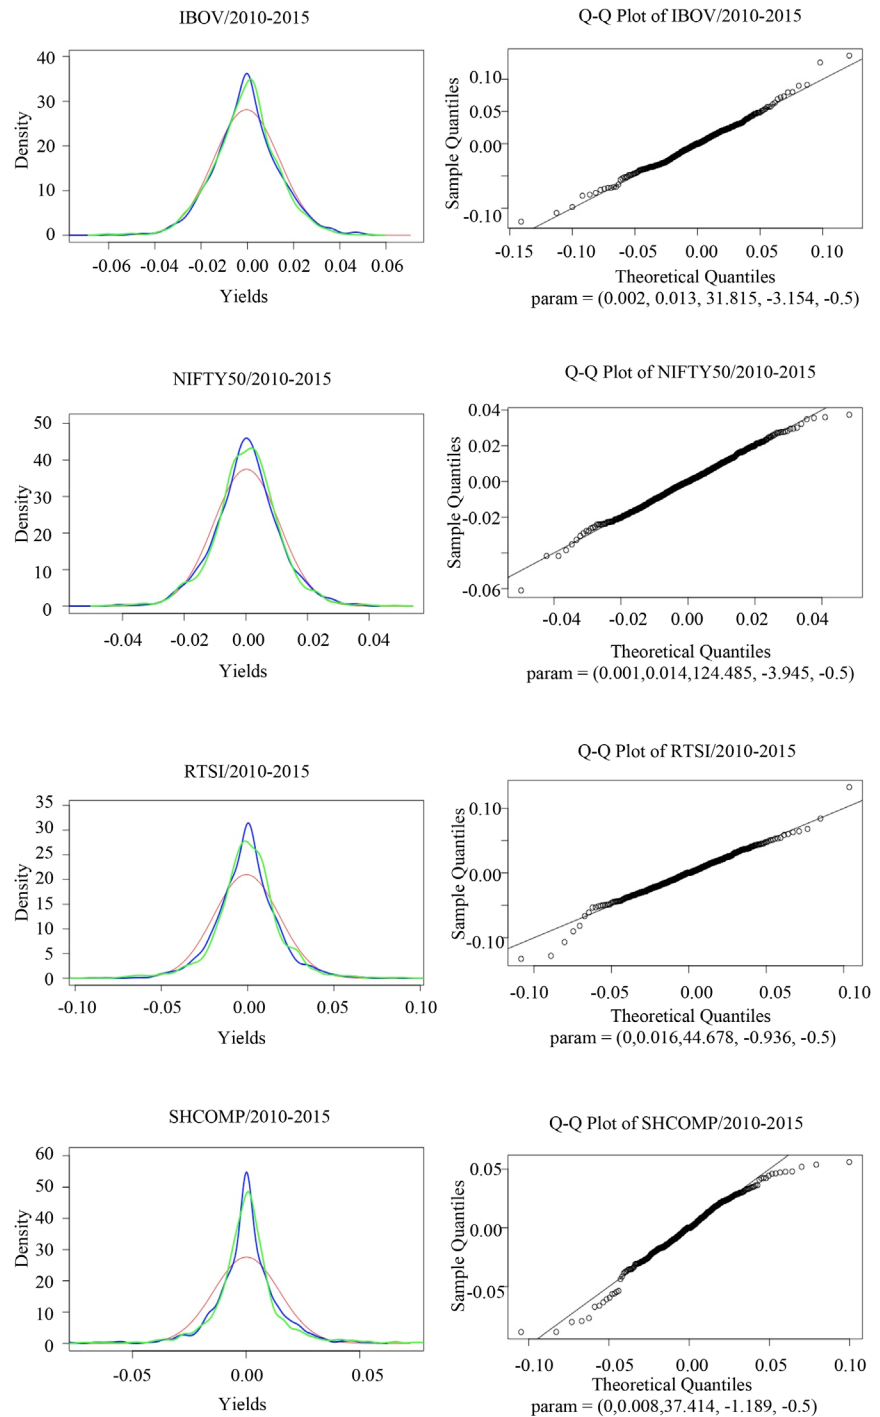 IBOV/2010-2015
40
30
20
10
0
Density
-0.06 -0.04 -0.02 0.00 0.02 0.04 0.06
Yields
Q-Q Plot of IBOV/2010-2015
0.10
0.05
0.00
-0.10
Sample Quantiles
-0.15 -0.10 -0.05 0.00 0.05 0.10
Theoretical Quantiles
param = (0.002, 0.013, 31.815, -3.154, -0.5)
NIFTY50/2010-2015
50
40
30
20
10
0
Density
-0.04 -0.02 0.00 0.02 0.04
Yields
Q-Q Plot of NIFTY50/2010-2015
0.04
0.02
0.00
-0.02
-0.06
Sample Quantiles
-0.04 -0.02 0.00 0.02 0.04
Theoretical Quantiles
param = (0.001,0.014,124.485, -3.945, -0.5)
RTSI/2010-2015
35
30
25
20
15
10
5
0
Density
-0.10 -0.05 0.00 0.05 0.10
Yields
Q-Q Plot of RTSI/2010-2015
0.10
0.00
-0.10
Sample Quantiles
-0.10 -0.05 0.00 0.05 0.10
Theoretical Quantiles
param = (0,0.016,44.678, -0.936, -0.5)
SHCOMP/2010-2015
60
50
40
30
20
10
0
Density
-0.05 0.00 0.05
Yields
Q-Q Plot of SHCOMP/2010-2015
0.05
0.00
-0.05
Sample Quantiles
-0.10 -0.05 0.00 0.05 0.10
Theoretical Quantiles
param = (0,0.008,37.414, -1.189, -0.5)